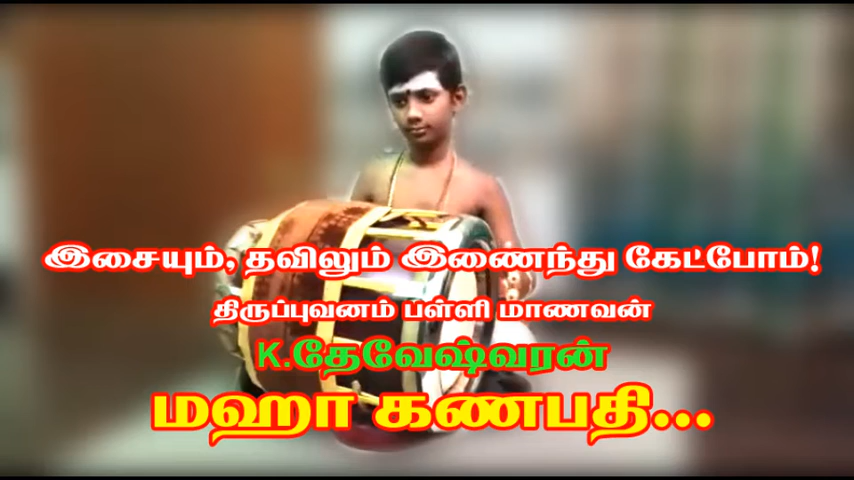 இசையும், தவிலும் இணைந்து கேட்போம்!
திருப்புவனம் பள்ளி மாணவன்
K.தேவேஷ்வரன்
மஹா கணபதி...